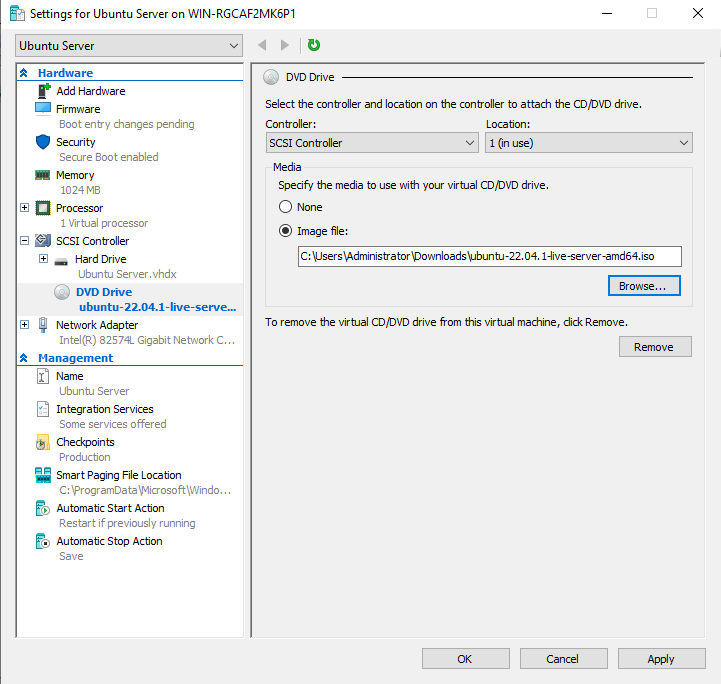 Settings for Ubuntu Server on WIN-RGCAF2MK6P1
Ubuntu Server
Hardware
Add Hardware
Firmware
Boot entry changes pending
Security
Secure Boot enabled
Memory
1024 MB
Processor
1 Virtual processor
SCSI Controller
Hard Drive
Ubuntu Server.vhdx
DVD Drive
ubuntu-22.04.1-live-serve...
Network Adapter
Intel(R) 82574L Gigabit Network C...
Management
Name
Ubuntu Server
Integration Services
Some services offered
Checkpoints
Production
Smart Paging File Location
C:\ProgramData\Microsoft\Windo...
Automatic Start Action
Restart if previously running
Automatic Stop Action
Save
DVD Drive
Select the controller and location on the controller to attach the CD/DVD drive.
Controller: Location:
SCSI Controller 1 (in use)
Media
Specify the media to use with your virtual CD/DVD drive.
None
Image file:
C:\Users\Administrator\Downloads\ubuntu-22.04.1-live-server-amd64.iso
Browse...
To remove the virtual CD/DVD drive from this virtual machine, click Remove.
Remove
OK Cancel Apply